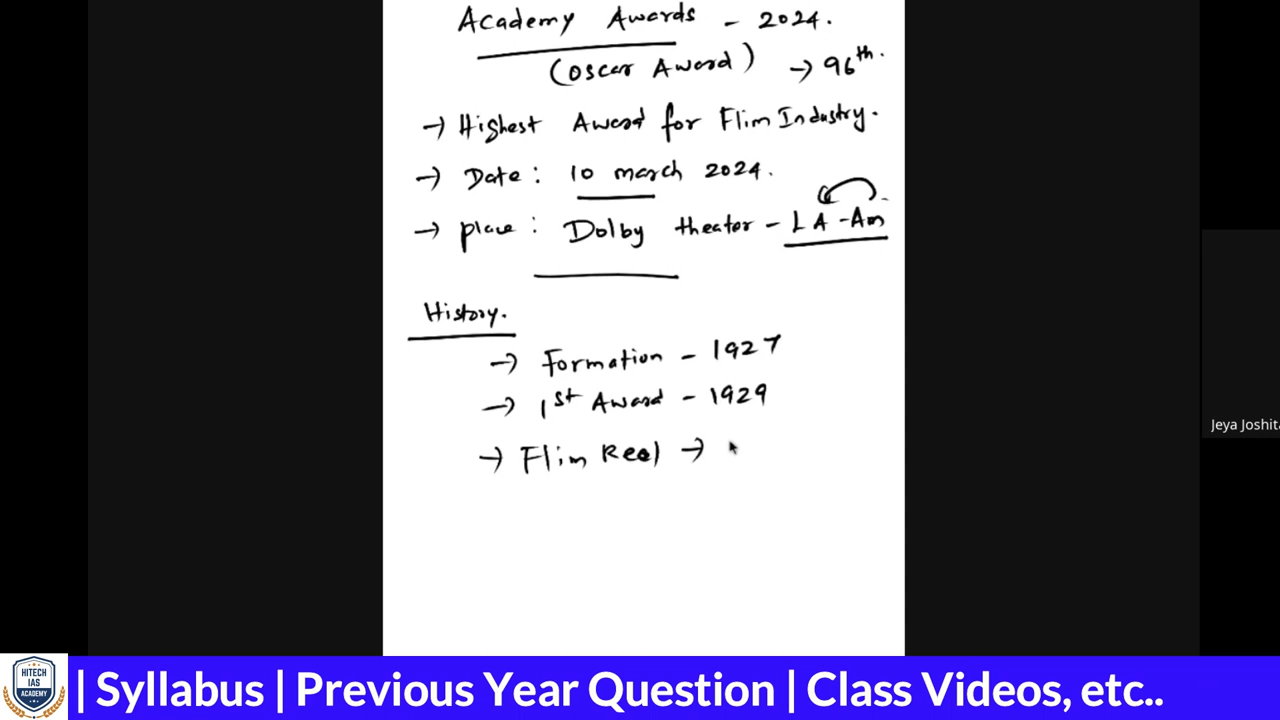 Academy Awards - 2024.
(Oscar Award) → 96th.
→ Highest Award for Flim Industry.
→ Date : 10 march 2024.
→ place : Dolby theater - LA - Am
History.
→ Formation - 1927
→ 1st Award - 1929
→ Flim Reel →
Jeya Joshita
HITECH
IAS
ACADEMY
| Syllabus | Previous Year Question | Class Videos, etc..